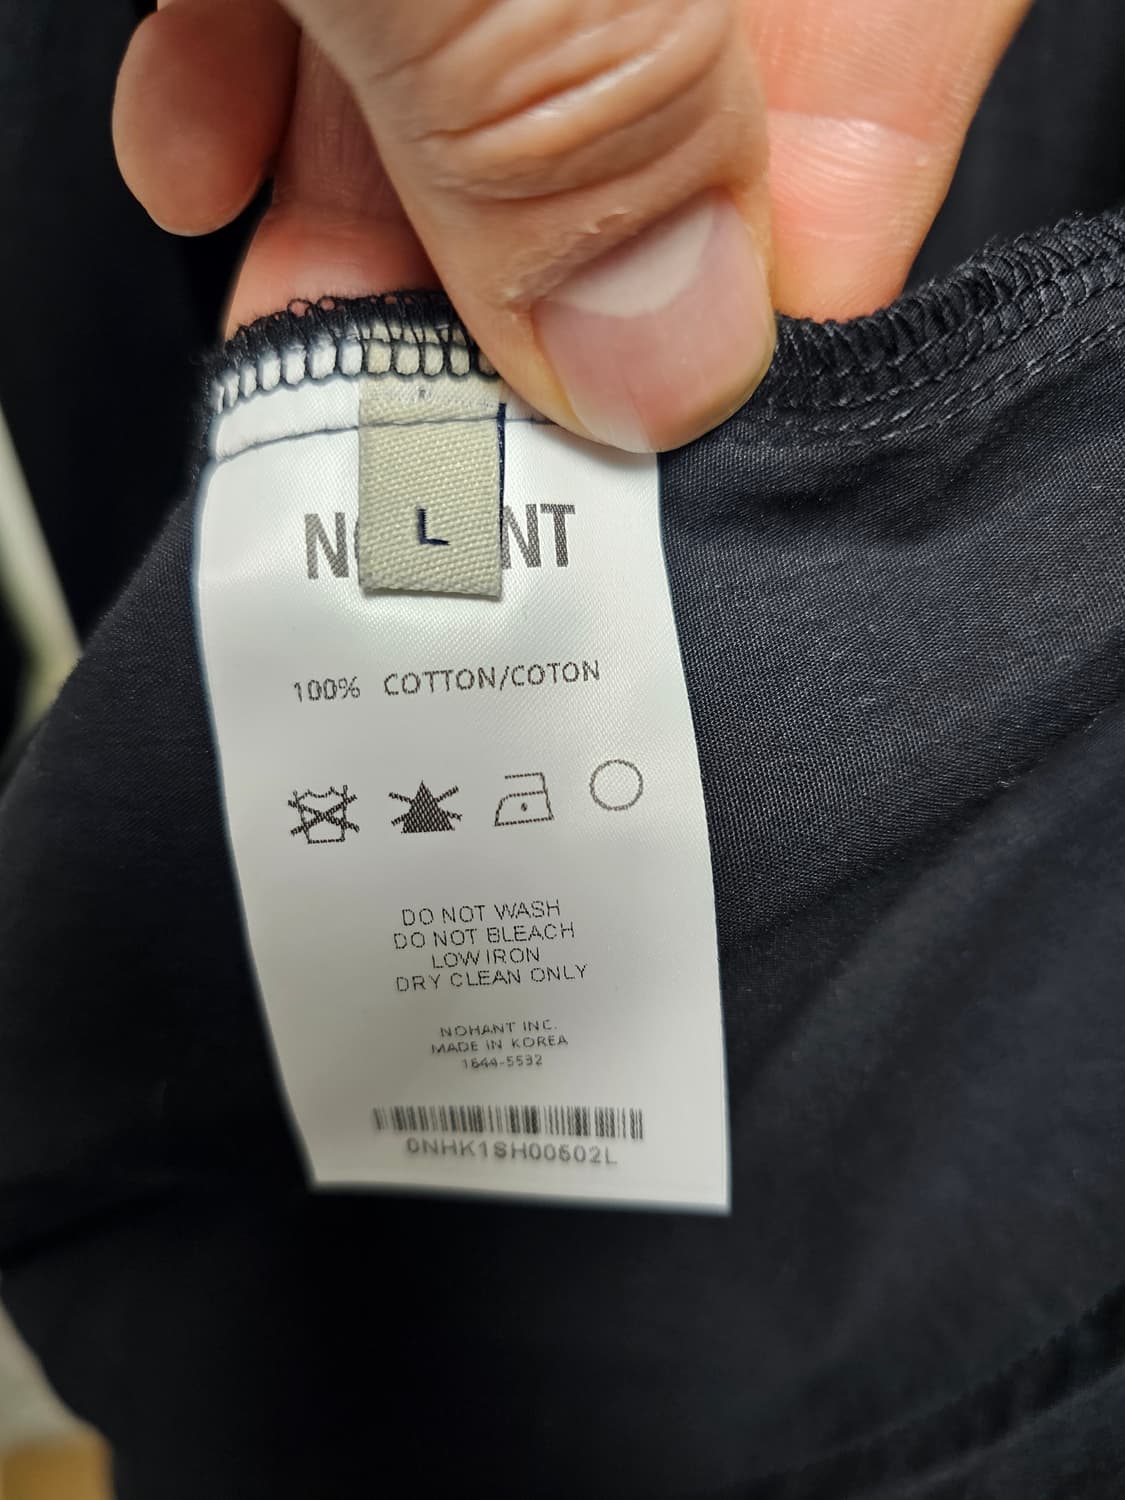 L
N NT
100% COTTON/COTON
DO NOT WASH
DO NOT BLEACH
LOW IRON
DRY CLEAN ONLY
NOHANT INC.
MADE IN KOREA
1644-5532